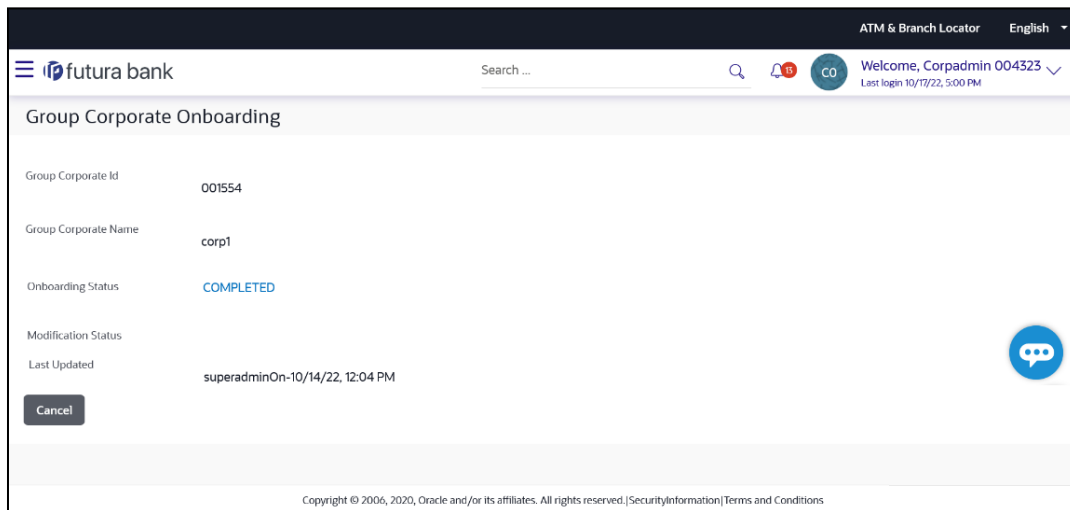 ATM & Branch Locator English
futura bank Search ... 13 CO Welcome, Corpadmin 004323
Last login 10/17/22, 5:00 PM
Group Corporate Onboarding
Group Corporate Id
001554
Group Corporate Name
corp1
Onboarding Status COMPLETED
Modification Status
Last Updated
superadminOn-10/14/22, 12:04 PM
Cancel
Copyright © 2006, 2020, Oracle and/or its affiliates. All rights reserved.|SecurityInformation|Terms and Conditions